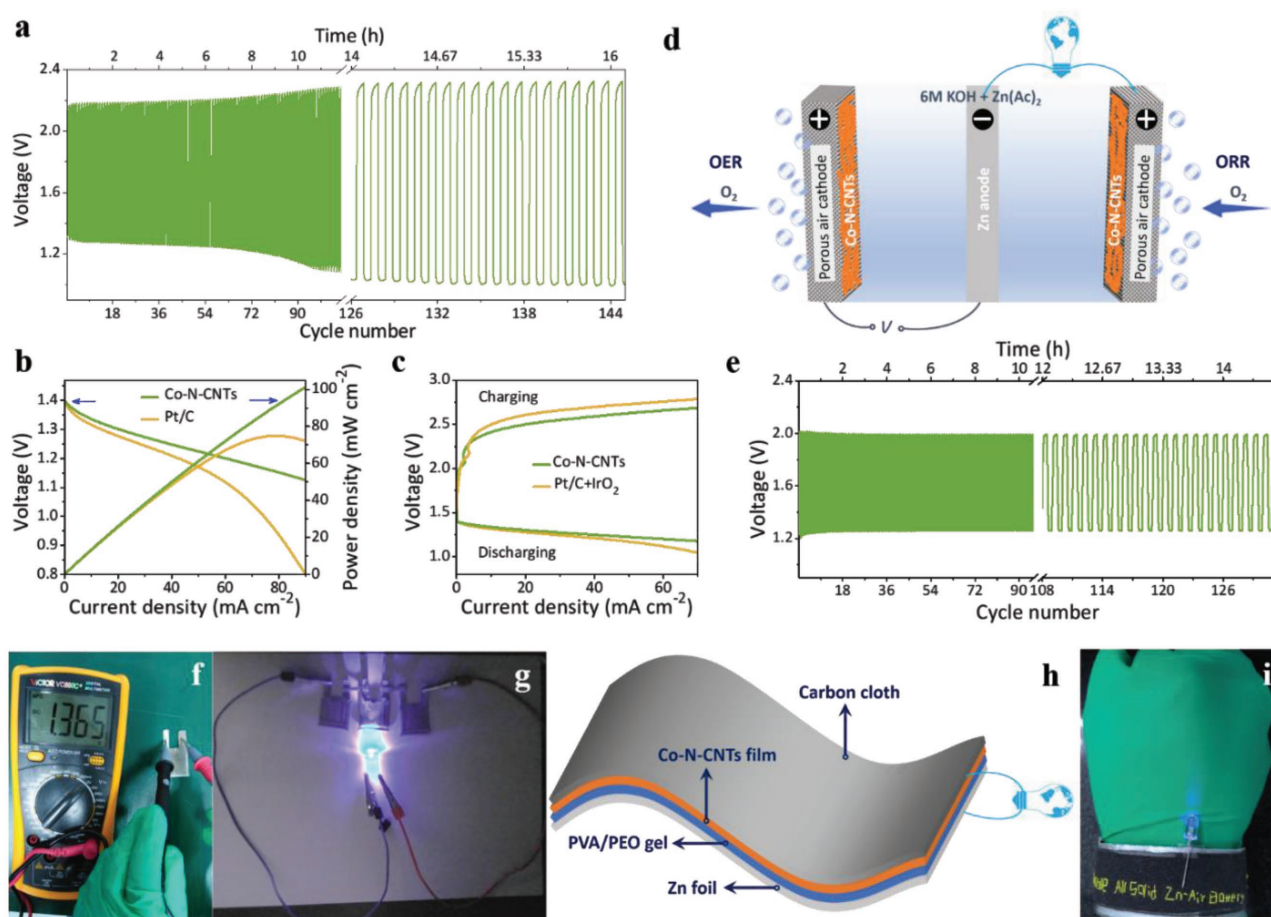 a
Time (h)
2 4 6 8 10 14 14.67 15.33 16
2.4
2.0
1.6
1.2
Voltage (V)
18 36 54 72 90 126 132 138 144
Cycle number
d
6M KOH + Zn(Ac)₂
+
−
+
OER
O₂
Porous air cathode
Co-N-CNTs
Zn anode
Co-N-CNTs
Porous air cathode
ORR
O₂
V
b
1.4
1.3
1.2
1.1
1.0
0.9
0.8
Voltage (V)
Co-N-CNTs
Pt/C
100
80
60
40
20
0
Power density (mW cm⁻²)
0 20 40 60 80
Current density (mA cm⁻²)
c
3.0
2.5
2.0
1.5
1.0
Voltage (V)
Charging
Co-N-CNTs
Pt/C+IrO₂
Discharging
0 20 40 60
Current density (mA cm⁻²)
e
Time (h)
2 4 6 8 10 12 12.67 13.33 14
2.4
2.0
1.6
1.2
Voltage (V)
18 36 54 72 90 108 114 120 126
Cycle number
f
VICTOR VC890C+
1.365
g
h
Carbon cloth
Co-N-CNTs film
PVA/PEO gel
Zn foil
i
All Solid Zn-Air Battery